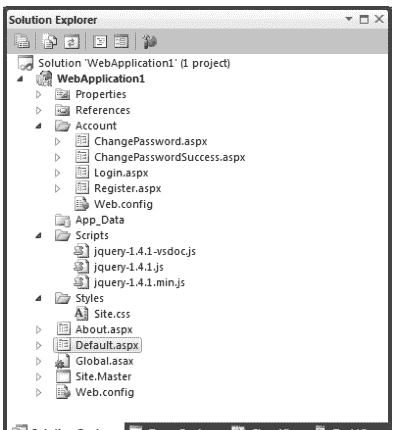 Solution Explorer
Solution 'WebApplication1' (1 project)
WebApplication1
Properties
References
Account
ChangePassword.aspx
ChangePasswordSuccess.aspx
Login.aspx
Register.aspx
Web.config
App_Data
Scripts
jquery-1.4.1-vsdoc.js
jquery-1.4.1.js
jquery-1.4.1.min.js
Styles
Site.css
About.aspx
Default.aspx
Global.asax
Site.Master
Web.config